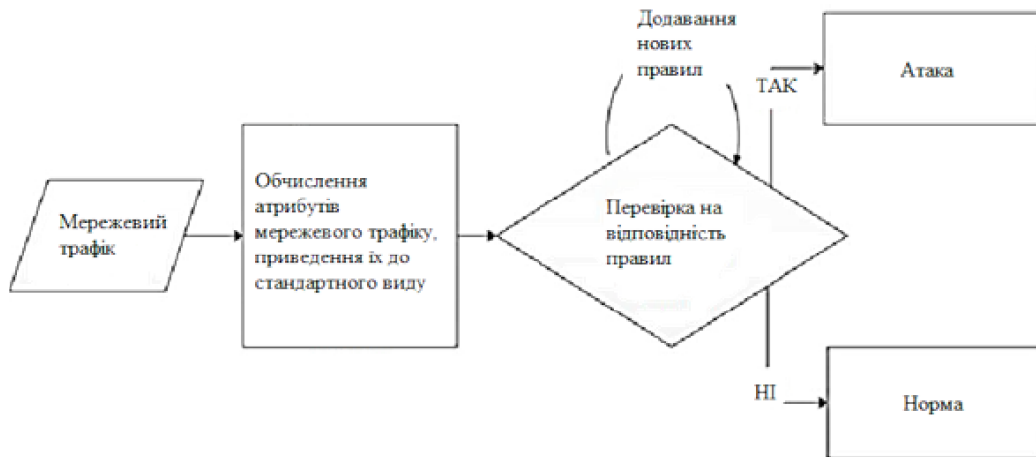 Мережевий
трафік
Обчислення
атрибутів
мережевого трафіку,
приведення їх до
стандартного виду
Додавання
нових
правил
Перевірка на
відповідність
правил
ТАК
Атака
НІ
Норма